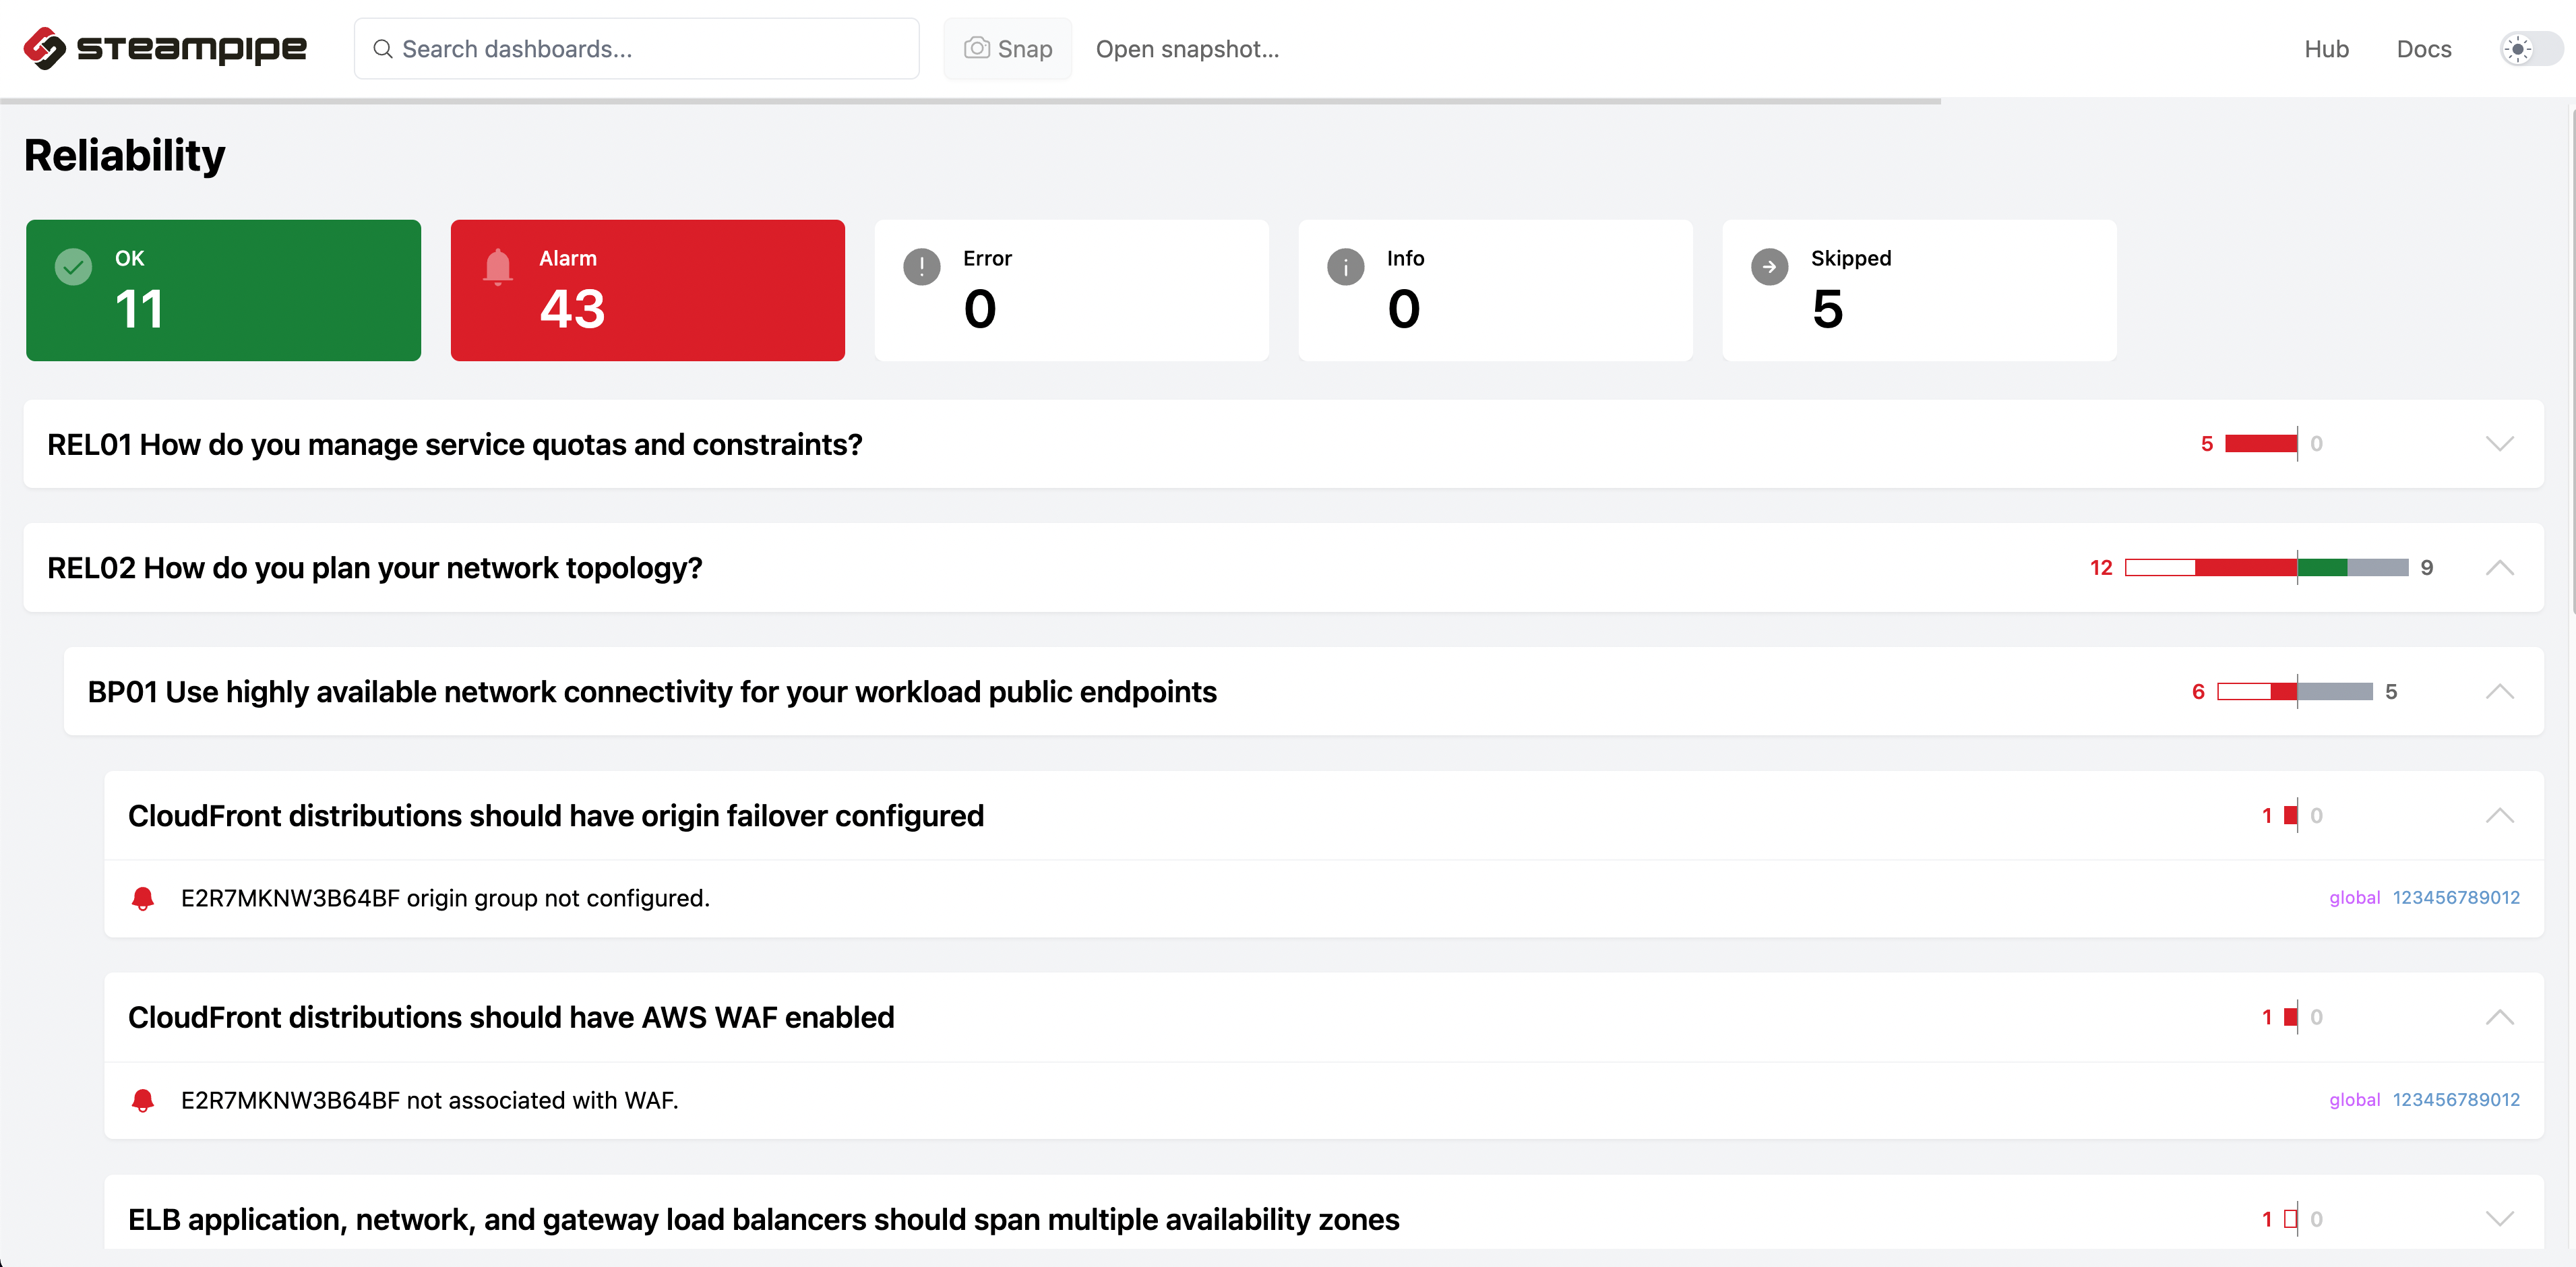 steampipe Search dashboards... Snap Open snapshot... Hub Docs
Reliability
OK Alarm Error Info Skipped
11 43 0 0 5
REL01 How do you manage service quotas and constraints? 5 0
REL02 How do you plan your network topology? 12 9
BP01 Use highly available network connectivity for your workload public endpoints 6 5
CloudFront distributions should have origin failover configured 1 0
E2R7MKNW3B64BF origin group not configured. global 123456789012
CloudFront distributions should have AWS WAF enabled 1 0
E2R7MKNW3B64BF not associated with WAF. global 123456789012
ELB application, network, and gateway load balancers should span multiple availability zones 1 0